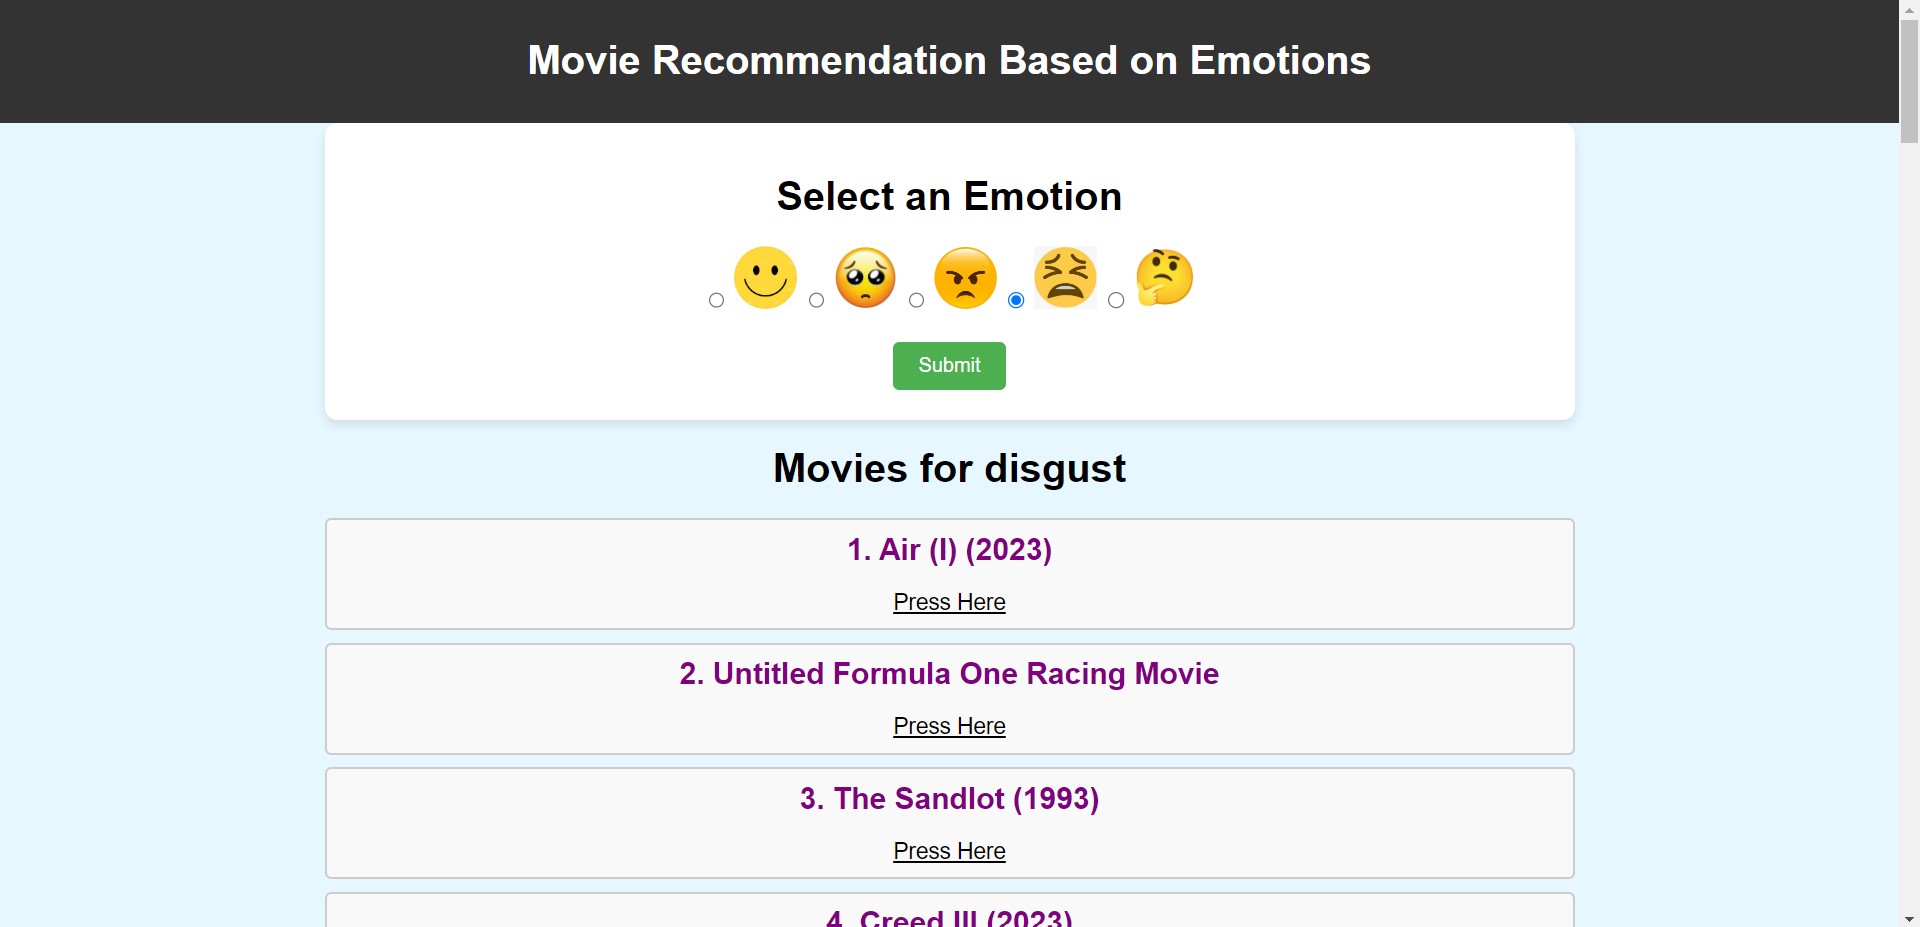 Movie Recommendation Based on Emotions
Select an Emotion
Submit
Movies for disgust
1. Air (I) (2023)
Press Here
2. Untitled Formula One Racing Movie
Press Here
3. The Sandlot (1993)
Press Here
4. Creed III (2023)